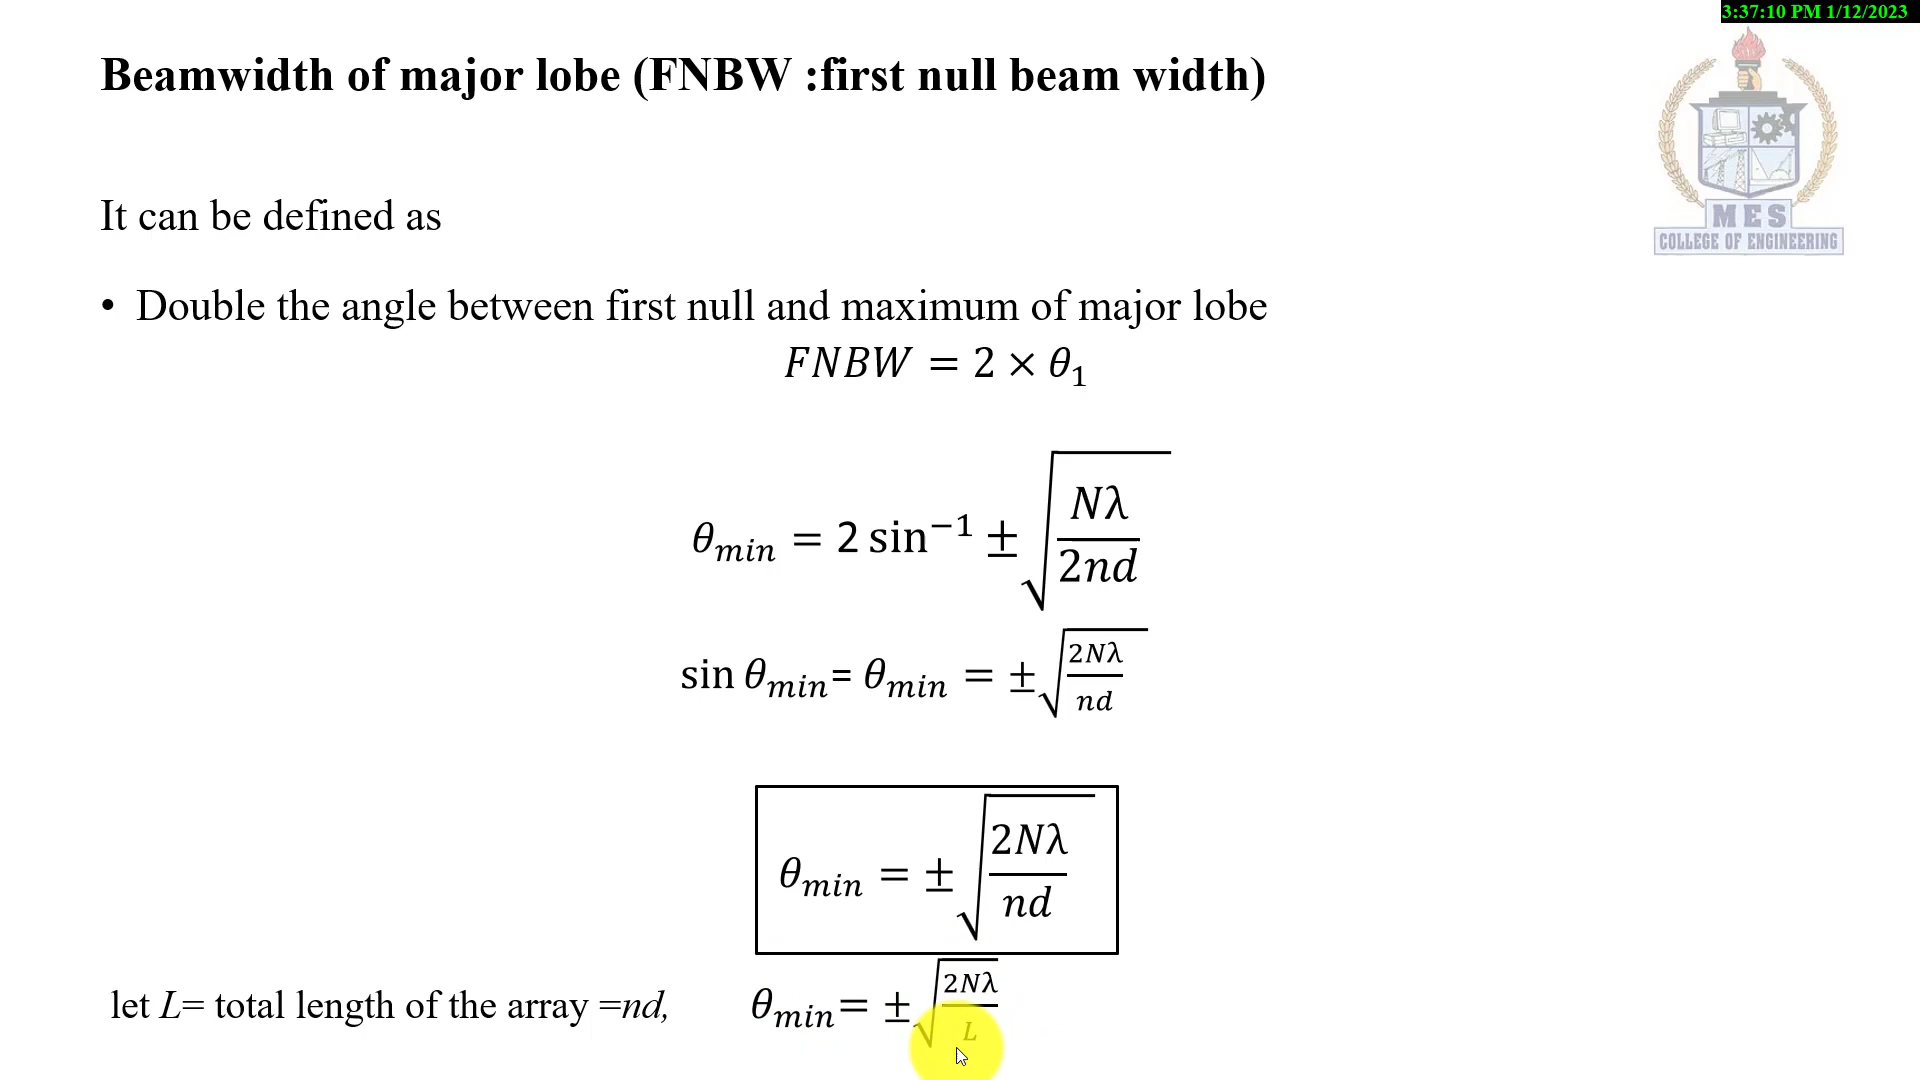 3:37:10 PM 1/12/2023
Beamwidth of major lobe (FNBW :first null beam width)
MES
COLLEGE OF ENGINEERING
It can be defined as
• Double the angle between first null and maximum of major lobe
FNBW = 2 × θ₁
θ_min = 2 sin⁻¹ ± √(Nλ/2nd)
sin θ_min= θ_min = ±√(2Nλ/nd)
θ_min = ± √(2Nλ/nd)
let L= total length of the array =nd, θ_min= ±√(2Nλ/L)